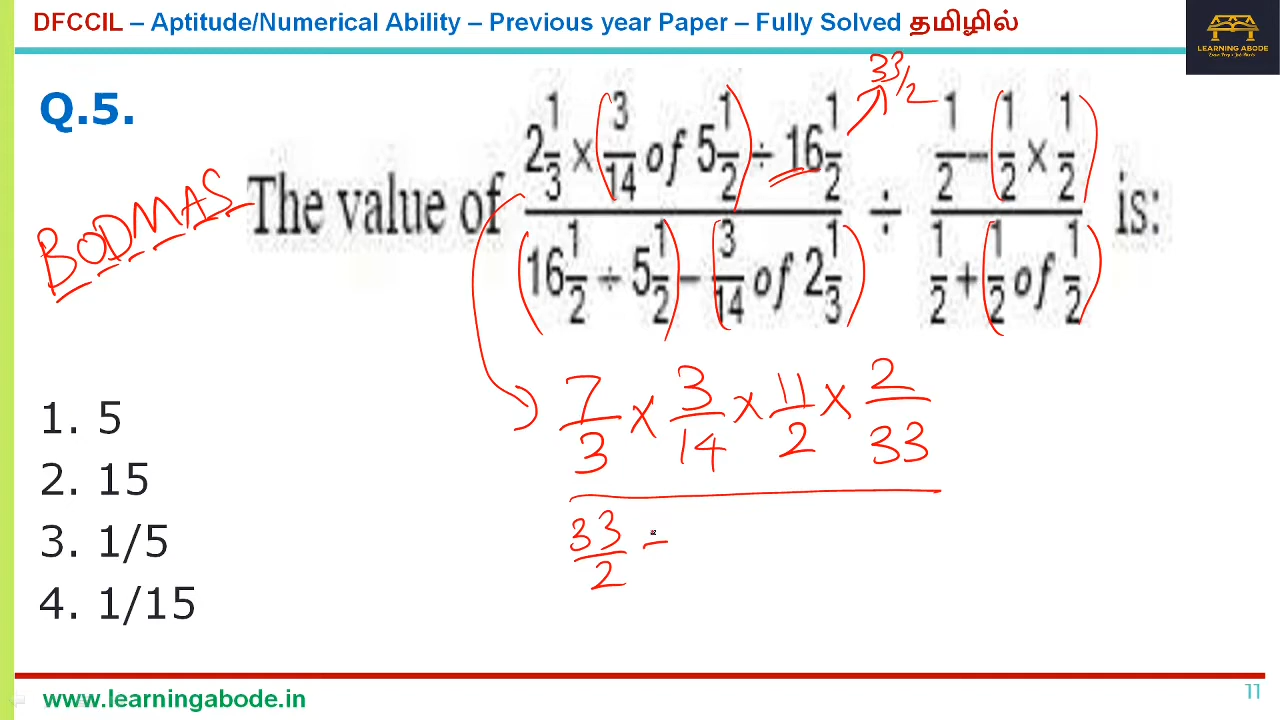 DFCCIL – Aptitude/Numerical Ability – Previous year Paper – Fully Solved தமிழில்
LEARNING ABODE
Q.5.
33/2
BODMAS
The value of (2 1/3 × 3/14 of 5 1/2 ÷ 16 1/2)/(16 1/2 ÷ 5 1/2 − 3/14 of 2 1/3) ÷ (1/2 − 1/2 × 1/2)/(1/2 + 1/2 of 1/2) is:
7/3 × 3/14 × 11/2 × 2/33
33/2 ÷
1. 5
2. 15
3. 1/5
4. 1/15
www.learningabode.in
11